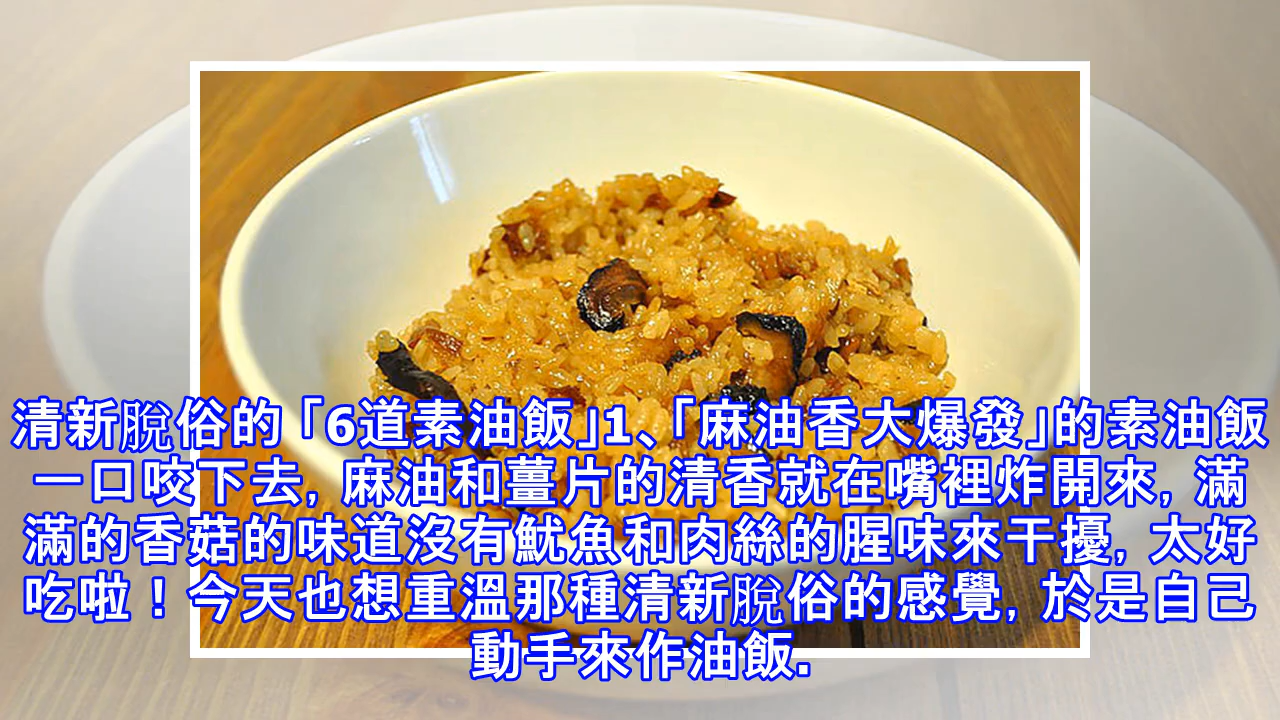 清新脫俗的「6道素油飯」1、「麻油香大爆發」的素油飯
一口咬下去, 麻油和薑片的清香就在嘴裡炸開來, 滿
滿的香菇的味道沒有魷魚和肉絲的腥味來干擾, 太好
吃啦！今天也想重溫那種清新脫俗的感覺, 於是自己
動手來作油飯.